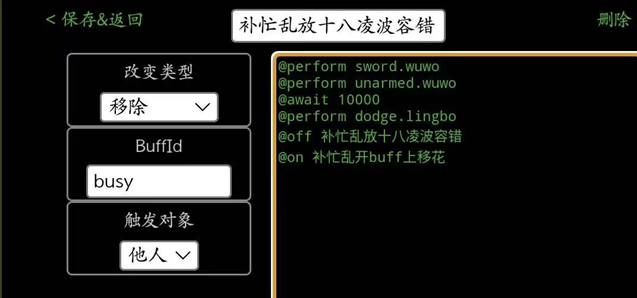 < 保存&返回
补忙乱放十八凌波容错
删除
改变类型
移除
BuffId
busy
触发对象
他人
@perform sword.wuwo
@perform unarmed.wuwo
@await 10000
@perform dodge.lingbo
@off 补忙乱放十八凌波容错
@on 补忙乱开buff上移花